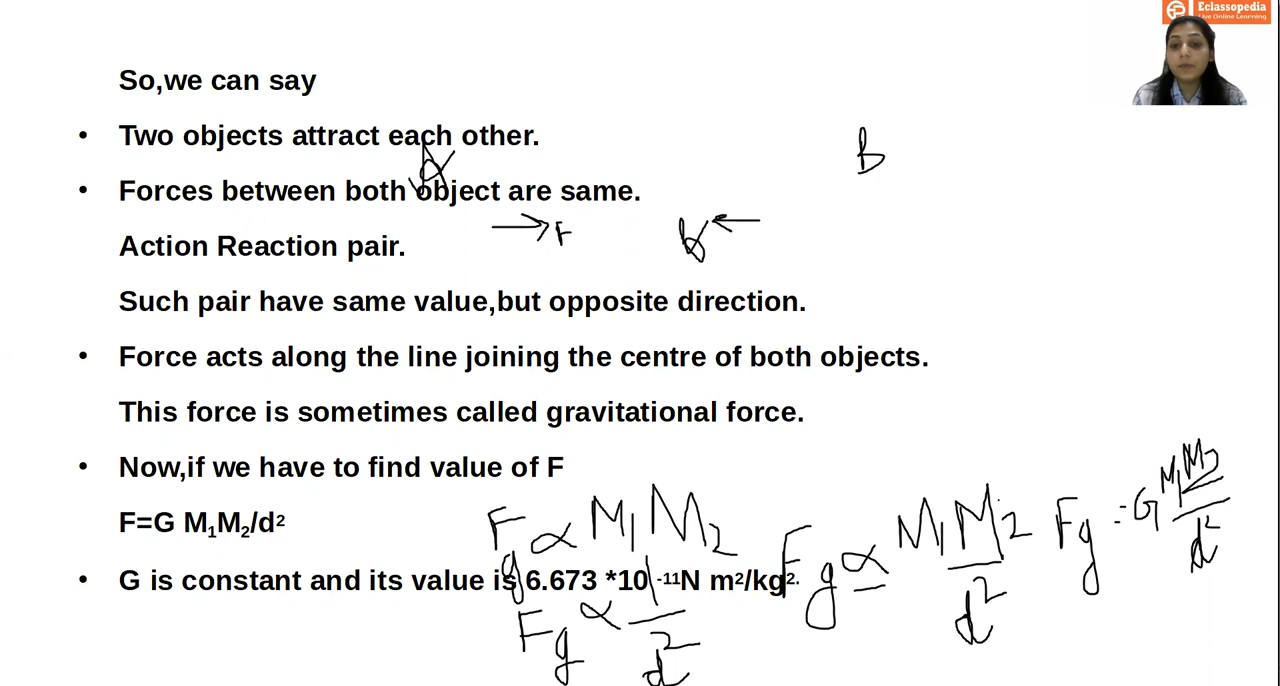 Eclassopedia
Live Online Learning
So,we can say
• Two objects attract each other.
A
B
• Forces between both object are same.
→F
←
Action Reaction pair.
Such pair have same value,but opposite direction.
• Force acts along the line joining the centre of both objects.
This force is sometimes called gravitational force.
• Now,if we have to find value of F
F=G M₁M₂/d²
Fg ∝ M₁ M₂
Fg ∝ M₁M₂/d²
Fg = G M₁M₂/d²
• G is constant and its value is 6.673 *10⁻¹¹N m²/kg².
Fg ∝ 1/d²